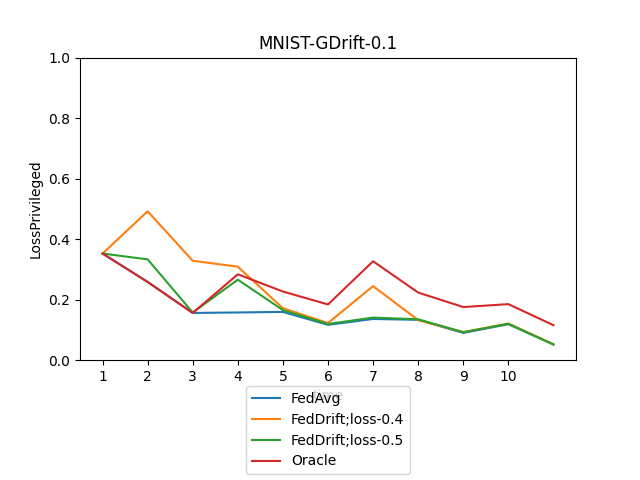 MNIST-GDrift-0.1
1.0
0.8
0.6
0.4
0.2
0.0
LossPrivileged
1 2 3 4 5 6 7 8 9 10
time
FedAvg
FedDrift;loss-0.4
FedDrift;loss-0.5
Oracle